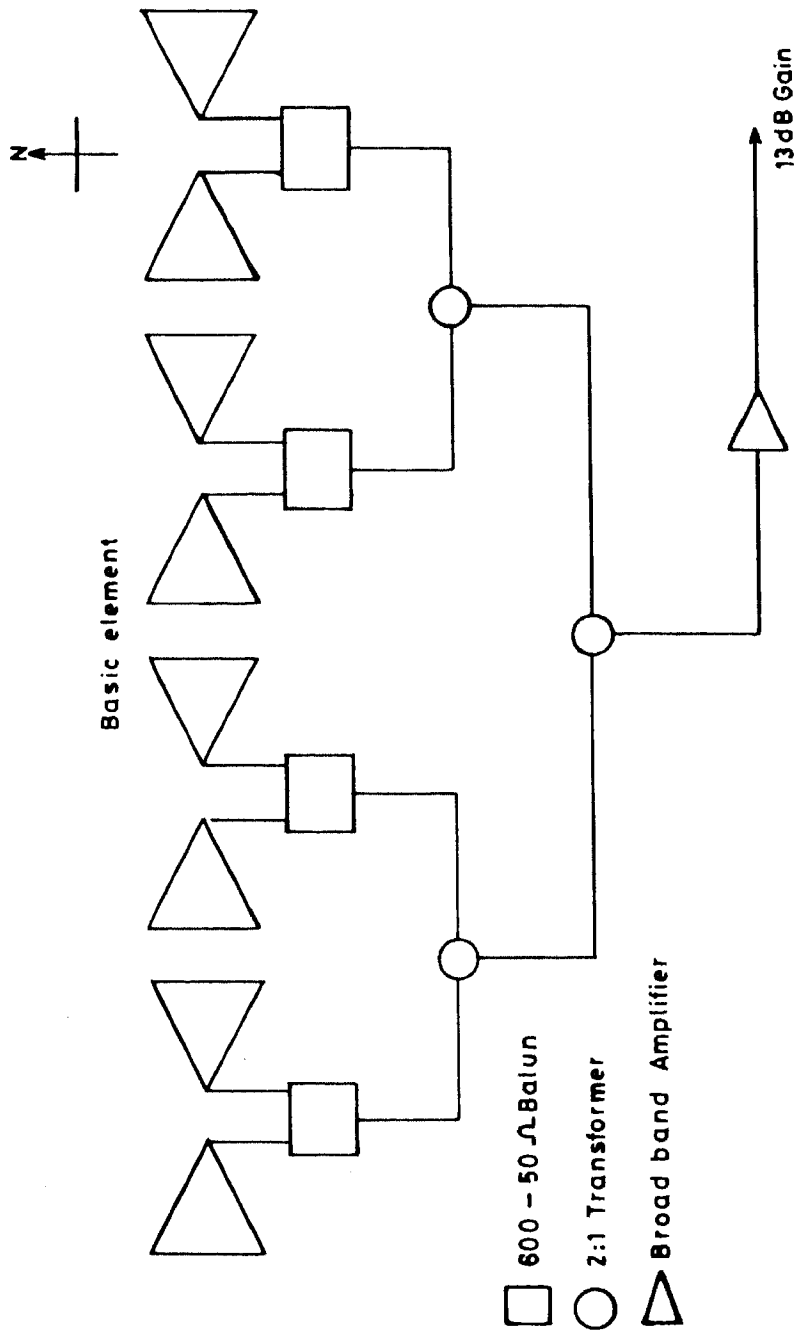 N
Basic element
600 - 50 Ω Balun
2:1 Transformer
Broad band Amplifier
13 dB Gain